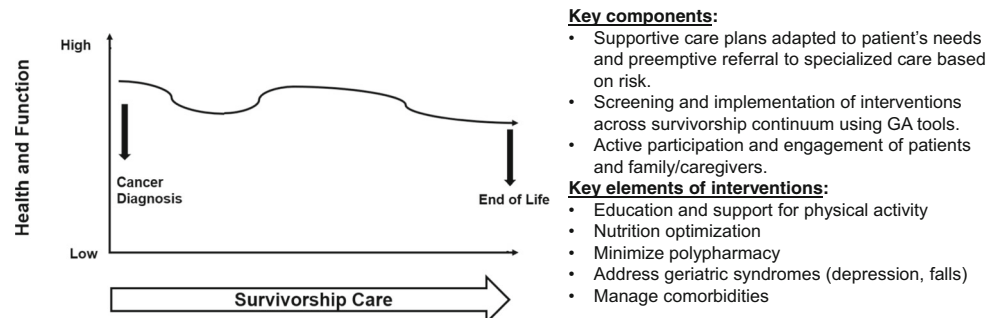 Health and Function
High
Cancer
Diagnosis
End of Life
Low
Survivorship Care
Key components:
• Supportive care plans adapted to patient's needs
and preemptive referral to specialized care based
on risk.
• Screening and implementation of interventions
across survivorship continuum using GA tools.
• Active participation and engagement of patients
and family/caregivers.
Key elements of interventions:
• Education and support for physical activity
• Nutrition optimization
• Minimize polypharmacy
• Address geriatric syndromes (depression, falls)
• Manage comorbidities